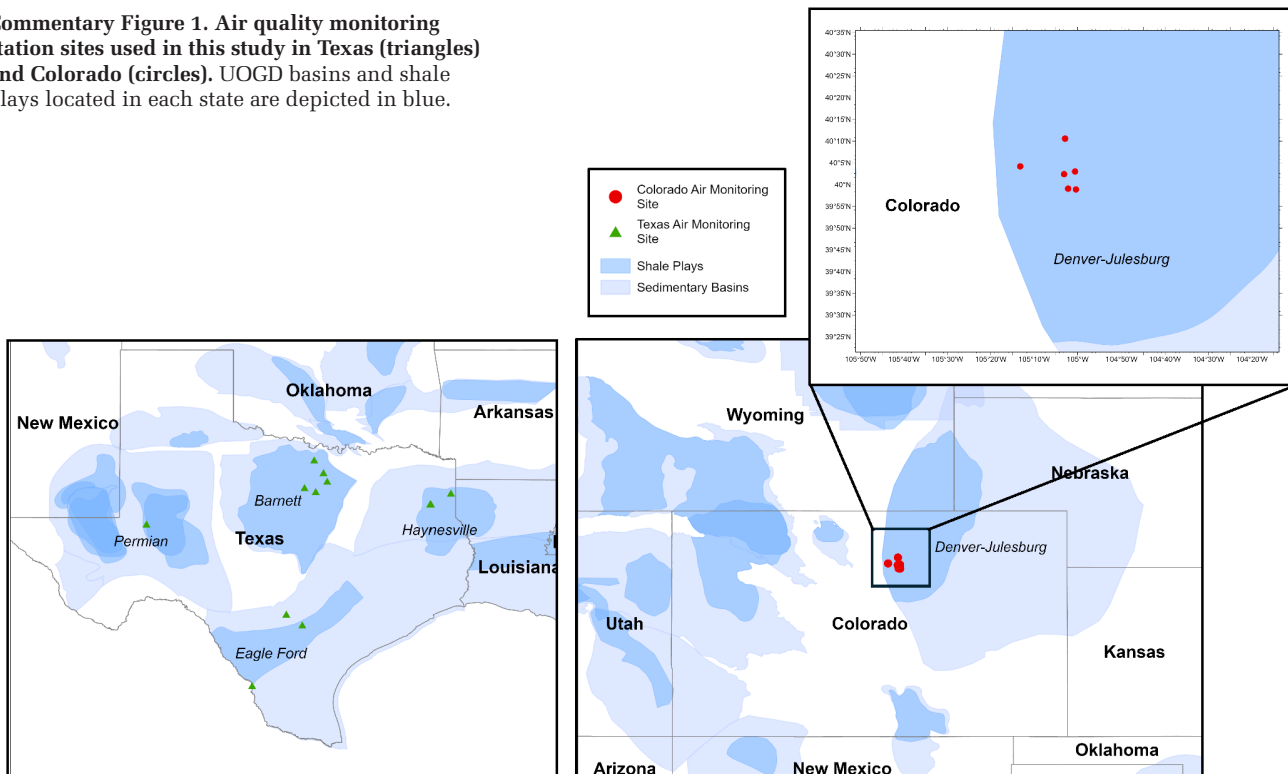 Commentary Figure 1. Air quality monitoring
tation sites used in this study in Texas (triangles)
nd Colorado (circles). UOGD basins and shale
lays located in each state are depicted in blue.
Colorado Air Monitoring
Site
Texas Air Monitoring
Site
Shale Plays
Sedimentary Basins
40°35'N
40°30'N
40°25'N
40°20'N
40°15'N
40°10'N
40°5'N
40°N
39°55'N
39°50'N
39°45'N
39°40'N
39°35'N
39°30'N
39°25'N
Colorado
Denver-Julesburg
105°50'W 105°40'W 105°30'W 105°20'W 105°10'W 105°W 104°50'W 104°40'W 104°30'W 104°20'W
Oklahoma
Arkansas
New Mexico
Barnett
Haynesville
Permian
Texas
Louisiana
Eagle Ford
Wyoming
Nebraska
Denver-Julesburg
Utah
Colorado
Kansas
Oklahoma
Arizona
New Mexico